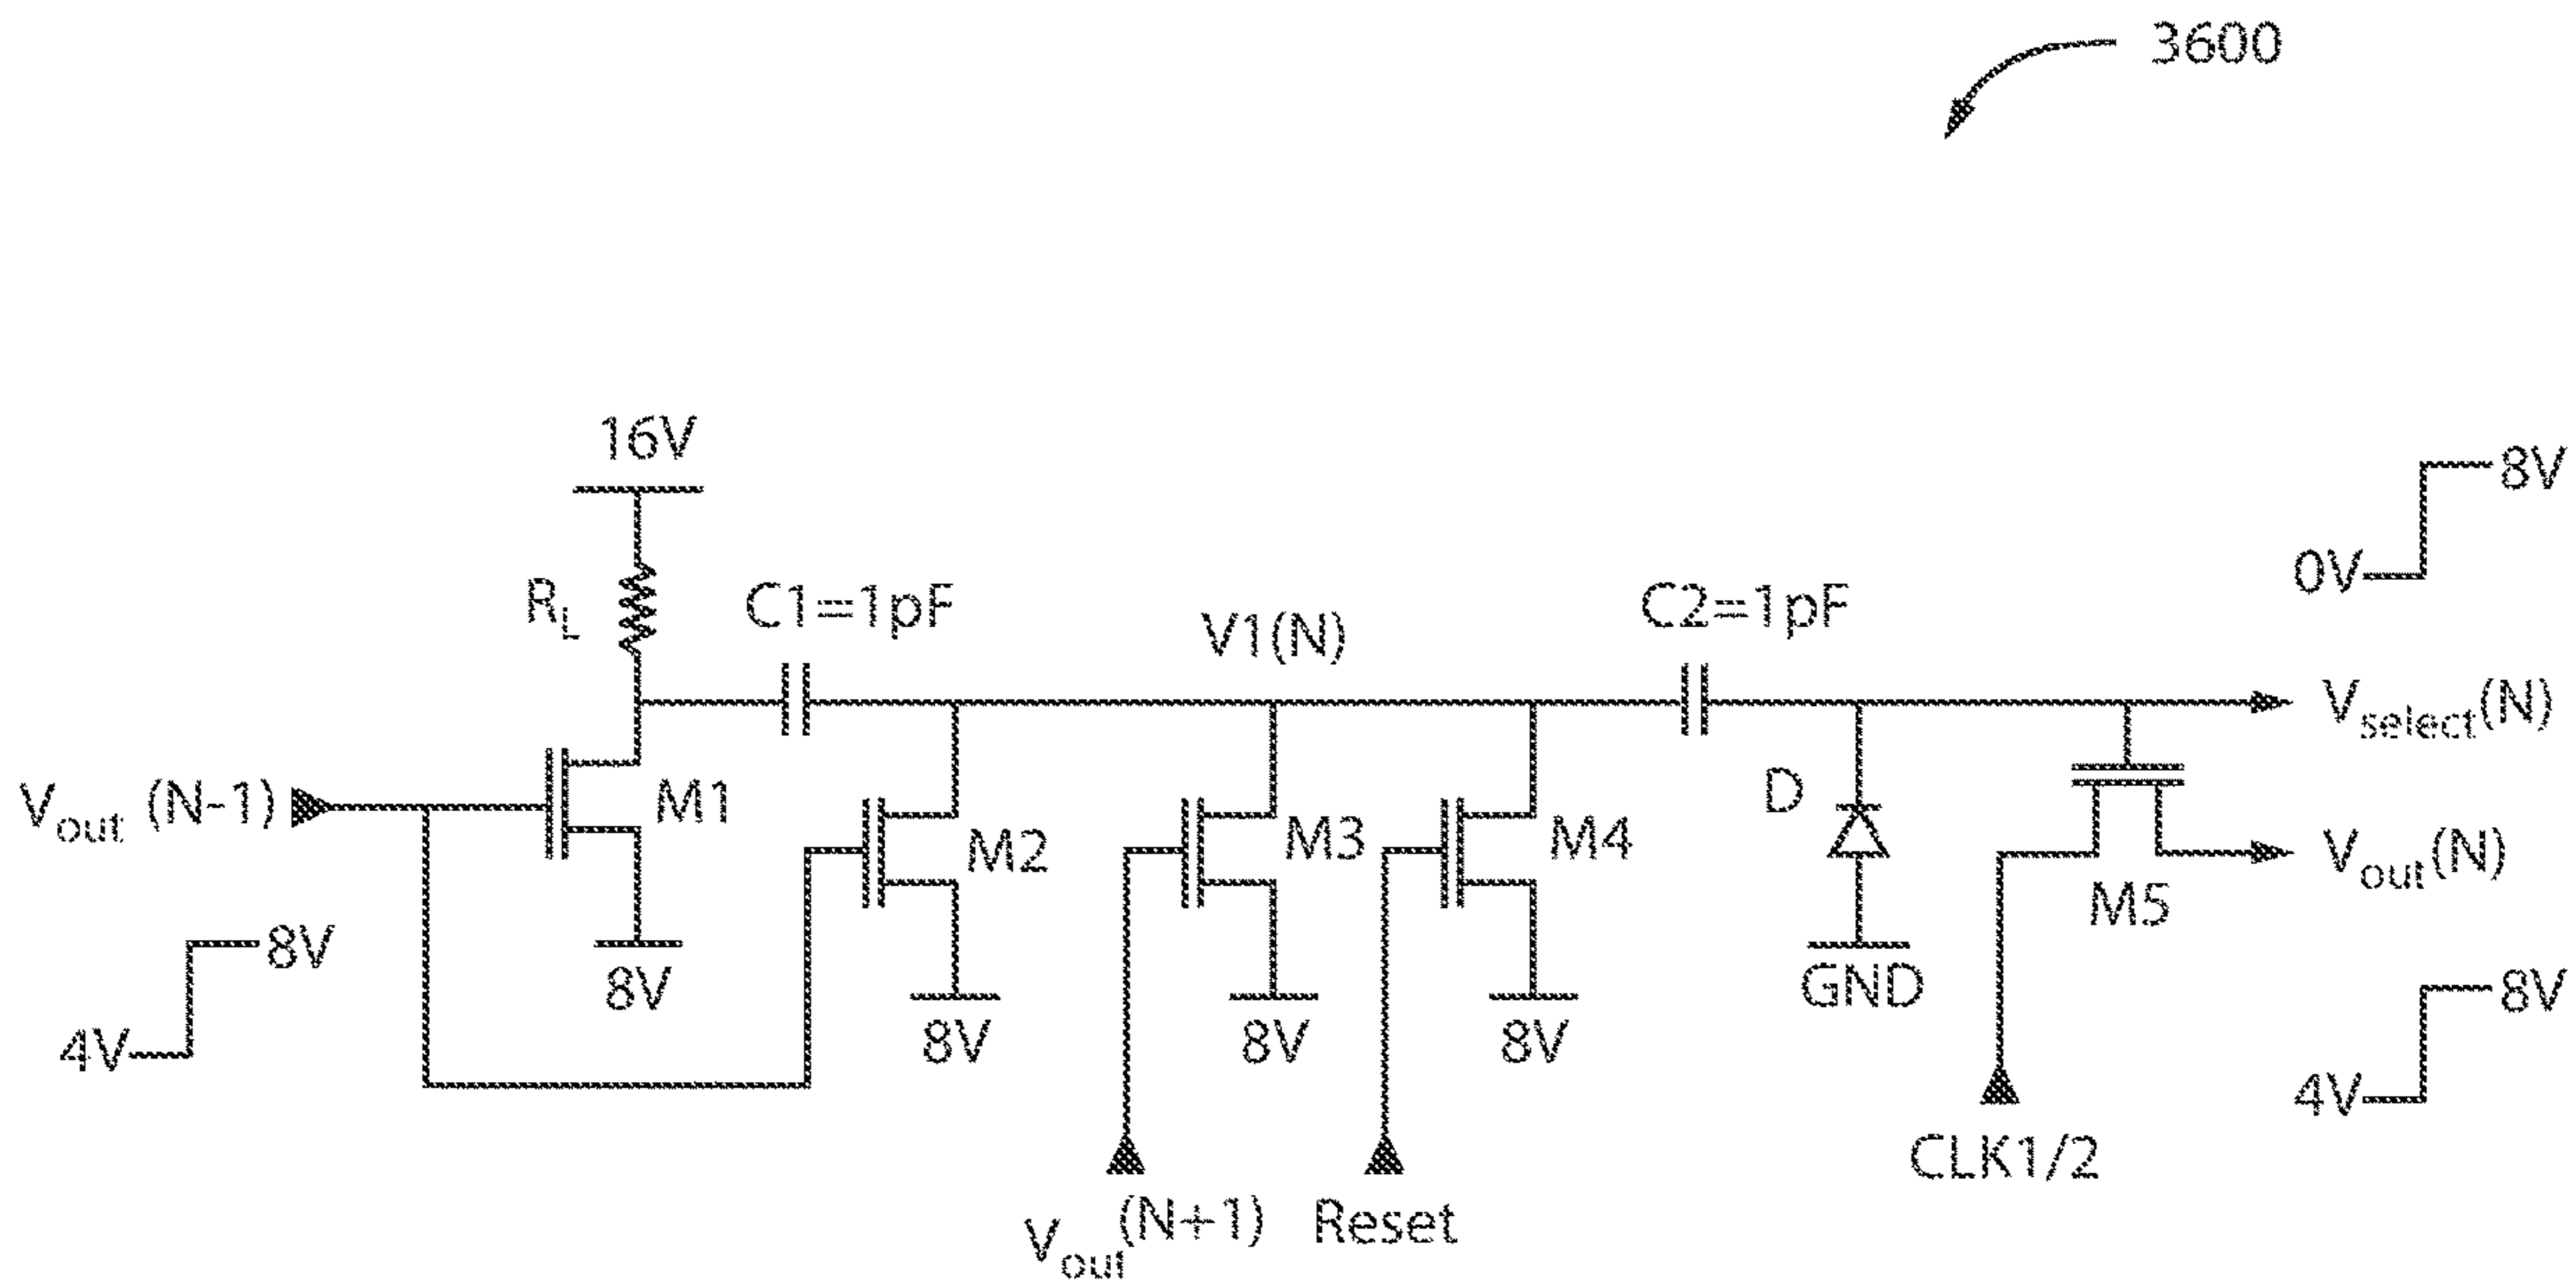 3600
16V
R_L
C1=1pF
V1(N)
C2=1pF
8V
0V
V_select(N)
V_out (N-1)
M1
M2
M3
M4
D
M5
V_out(N)
8V
4V
8V
8V
8V
8V
GND
8V
4V
CLK1/2
V_out(N+1)
Reset